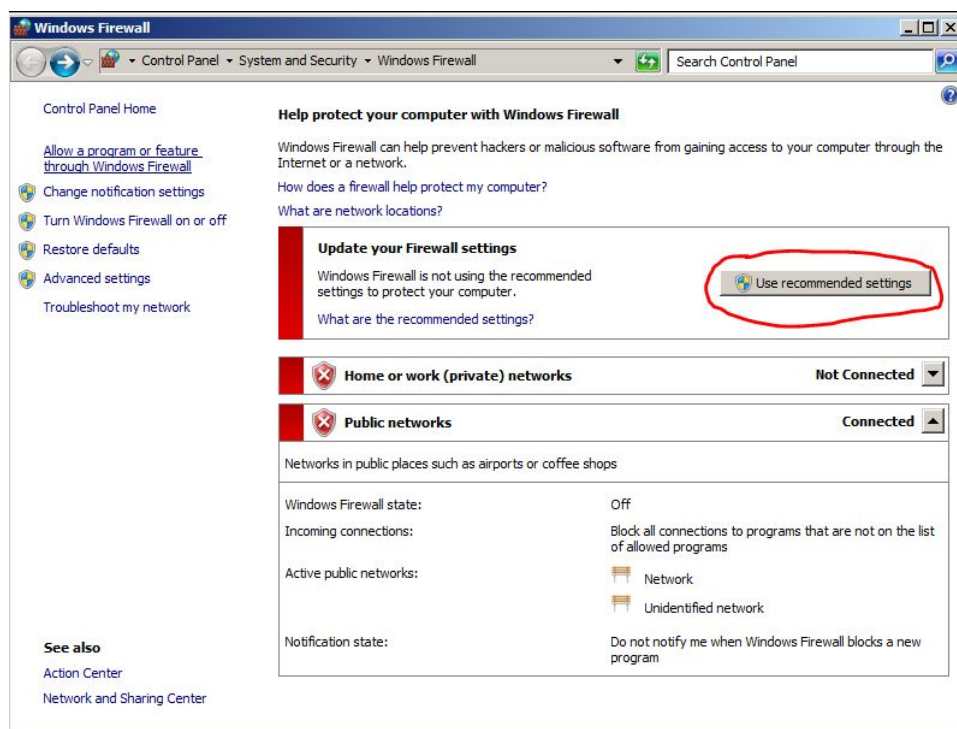 Windows Firewall
Control Panel
System and Security
Windows Firewall
Search Control Panel
Control Panel Home
Allow a program or feature
through Windows Firewall
Change notification settings
Turn Windows Firewall on or off
Restore defaults
Advanced settings
Troubleshoot my network
See also
Action Center
Network and Sharing Center
Help protect your computer with Windows Firewall
Windows Firewall can help prevent hackers or malicious software from gaining access to your computer through the
Internet or a network.
How does a firewall help protect my computer?
What are network locations?
Update your Firewall settings
Windows Firewall is not using the recommended
settings to protect your computer.
What are the recommended settings?
Use recommended settings
Home or work (private) networks
Not Connected
Public networks
Connected
Networks in public places such as airports or coffee shops
Windows Firewall state:
Off
Incoming connections:
Block all connections to programs that are not on the list
of allowed programs
Active public networks:
Network
Unidentified network
Notification state:
Do not notify me when Windows Firewall blocks a new
program